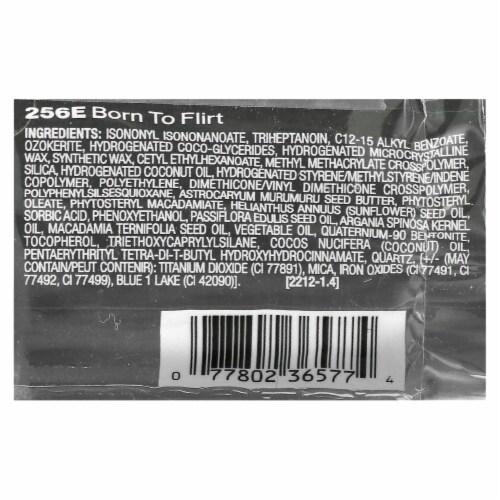 256E Born To Flirt
INGREDIENTS: ISONONYL ISONONANOATE, TRIHEPTANOIN, C12-15 ALKYL BENZOATE
OZOKERITE, HYDROGENATED COCO-GLYCERIDES, HYDROGENATED MICROCRYSTALLINE
WAX, SYNTHETIC WAX, CETYL ETHYLHEXANOATE, METHYL METHACRYLATE CROSSPOLYMER,
SILICA, HYDROGENATED COCONUT OIL, HYDROGENATED STYRENE/METHYLSTYRENE/INDENE
COPOLYMER, POLYETHYLENE, DIMETHICONE/VINYL DIMETHICONE CROSSPOLYMER,
POLYPHENYLSILSESQUIOXANE, ASTROCARYUM MURUMURU SEED BUTTER, PHYTOSTERYL
OLEATE, PHYTOSTERYL MACADAMIATE, HELIANTHUS ANNUUS (SUNFLOWER) SEED OIL,
SORBIC ACID, PHENOXYETHANOL, PASSIFLORA EDULIS SEED OIL, ARGANIA SPINOSA KERNEL
OIL, MACADAMIA TERNIFOLIA SEED OIL, VEGETABLE OIL, QUATERNIUM-90 BENTONITE,
TOCOPHEROL, TRIETHOXYCAPRYLYLSILANE, COCOS NUCIFERA (COCONUT) OIL,
PENTAERYTHRITYL TETRA-DI-T-BUTYL HYDROXYHYDROCINNAMATE, QUARTZ, [+/- (MAY
CONTAIN/PEUT CONTENIR): TITANIUM DIOXIDE (CI 77891), MICA, IRON OXIDES (CI 77491, CI
77492, CI 77499), BLUE 1 LAKE (CI 42090)]. [2212-1.4]
0 77802 36577 4